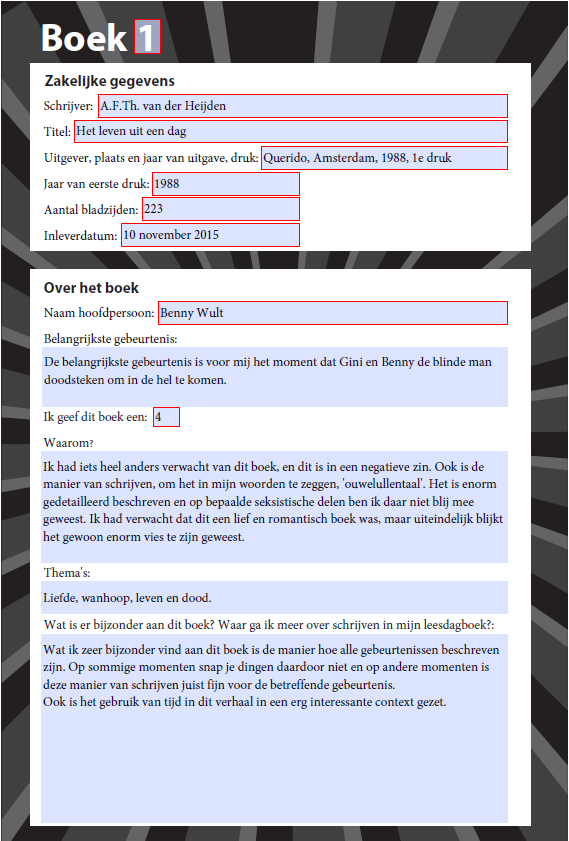 Boek 1
Zakelijke gegevens
Schrijver: A.F.Th. van der Heijden
Titel: Het leven uit een dag
Uitgever, plaats en jaar van uitgave, druk: Querido, Amsterdam, 1988, 1e druk
Jaar van eerste druk: 1988
Aantal bladzijden: 223
Inleverdatum: 10 november 2015
Over het boek
Naam hoofdpersoon: Benny Wult
Belangrijkste gebeurtenis:
De belangrijkste gebeurtenis is voor mij het moment dat Gini en Benny de blinde man
doodsteken om in de hel te komen.
Ik geef dit boek een: 4
Waarom?
Ik had iets heel anders verwacht van dit boek, en dit is in een negatieve zin. Ook is de
manier van schrijven, om het in mijn woorden te zeggen, 'ouwelullentaal'. Het is enorm
gedetailleerd beschreven en op bepaalde seksistische delen ben ik daar niet blij mee
geweest. Ik had verwacht dat dit een lief en romantisch boek was, maar uiteindelijk blijkt
het gewoon enorm vies te zijn geweest.
Thema's:
Liefde, wanhoop, leven en dood.
Wat is er bijzonder aan dit boek? Waar ga ik meer over schrijven in mijn leesdagboek?:
Wat ik zeer bijzonder vind aan dit boek is de manier hoe alle gebeurtenissen beschreven
zijn. Op sommige momenten snap je dingen daardoor niet en op andere momenten is
deze manier van schrijven juist fijn voor de betreffende gebeurtenis.
Ook is het gebruik van tijd in dit verhaal in een erg interessante context gezet.